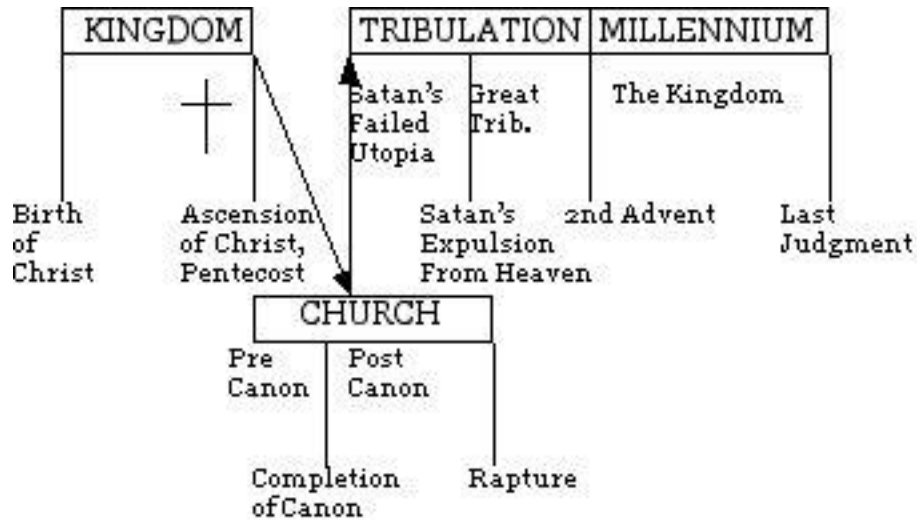 KINGDOM
TRIBULATION
MILLENNIUM
Satan's
Failed
Utopia
Great
Trib.
The Kingdom
Birth
of
Christ
Ascension
of Christ,
Pentecost
Satan's
Expulsion
From Heaven
2nd Advent
Last
Judgment
CHURCH
Pre
Canon
Post
Canon
Completion
of Canon
Rapture